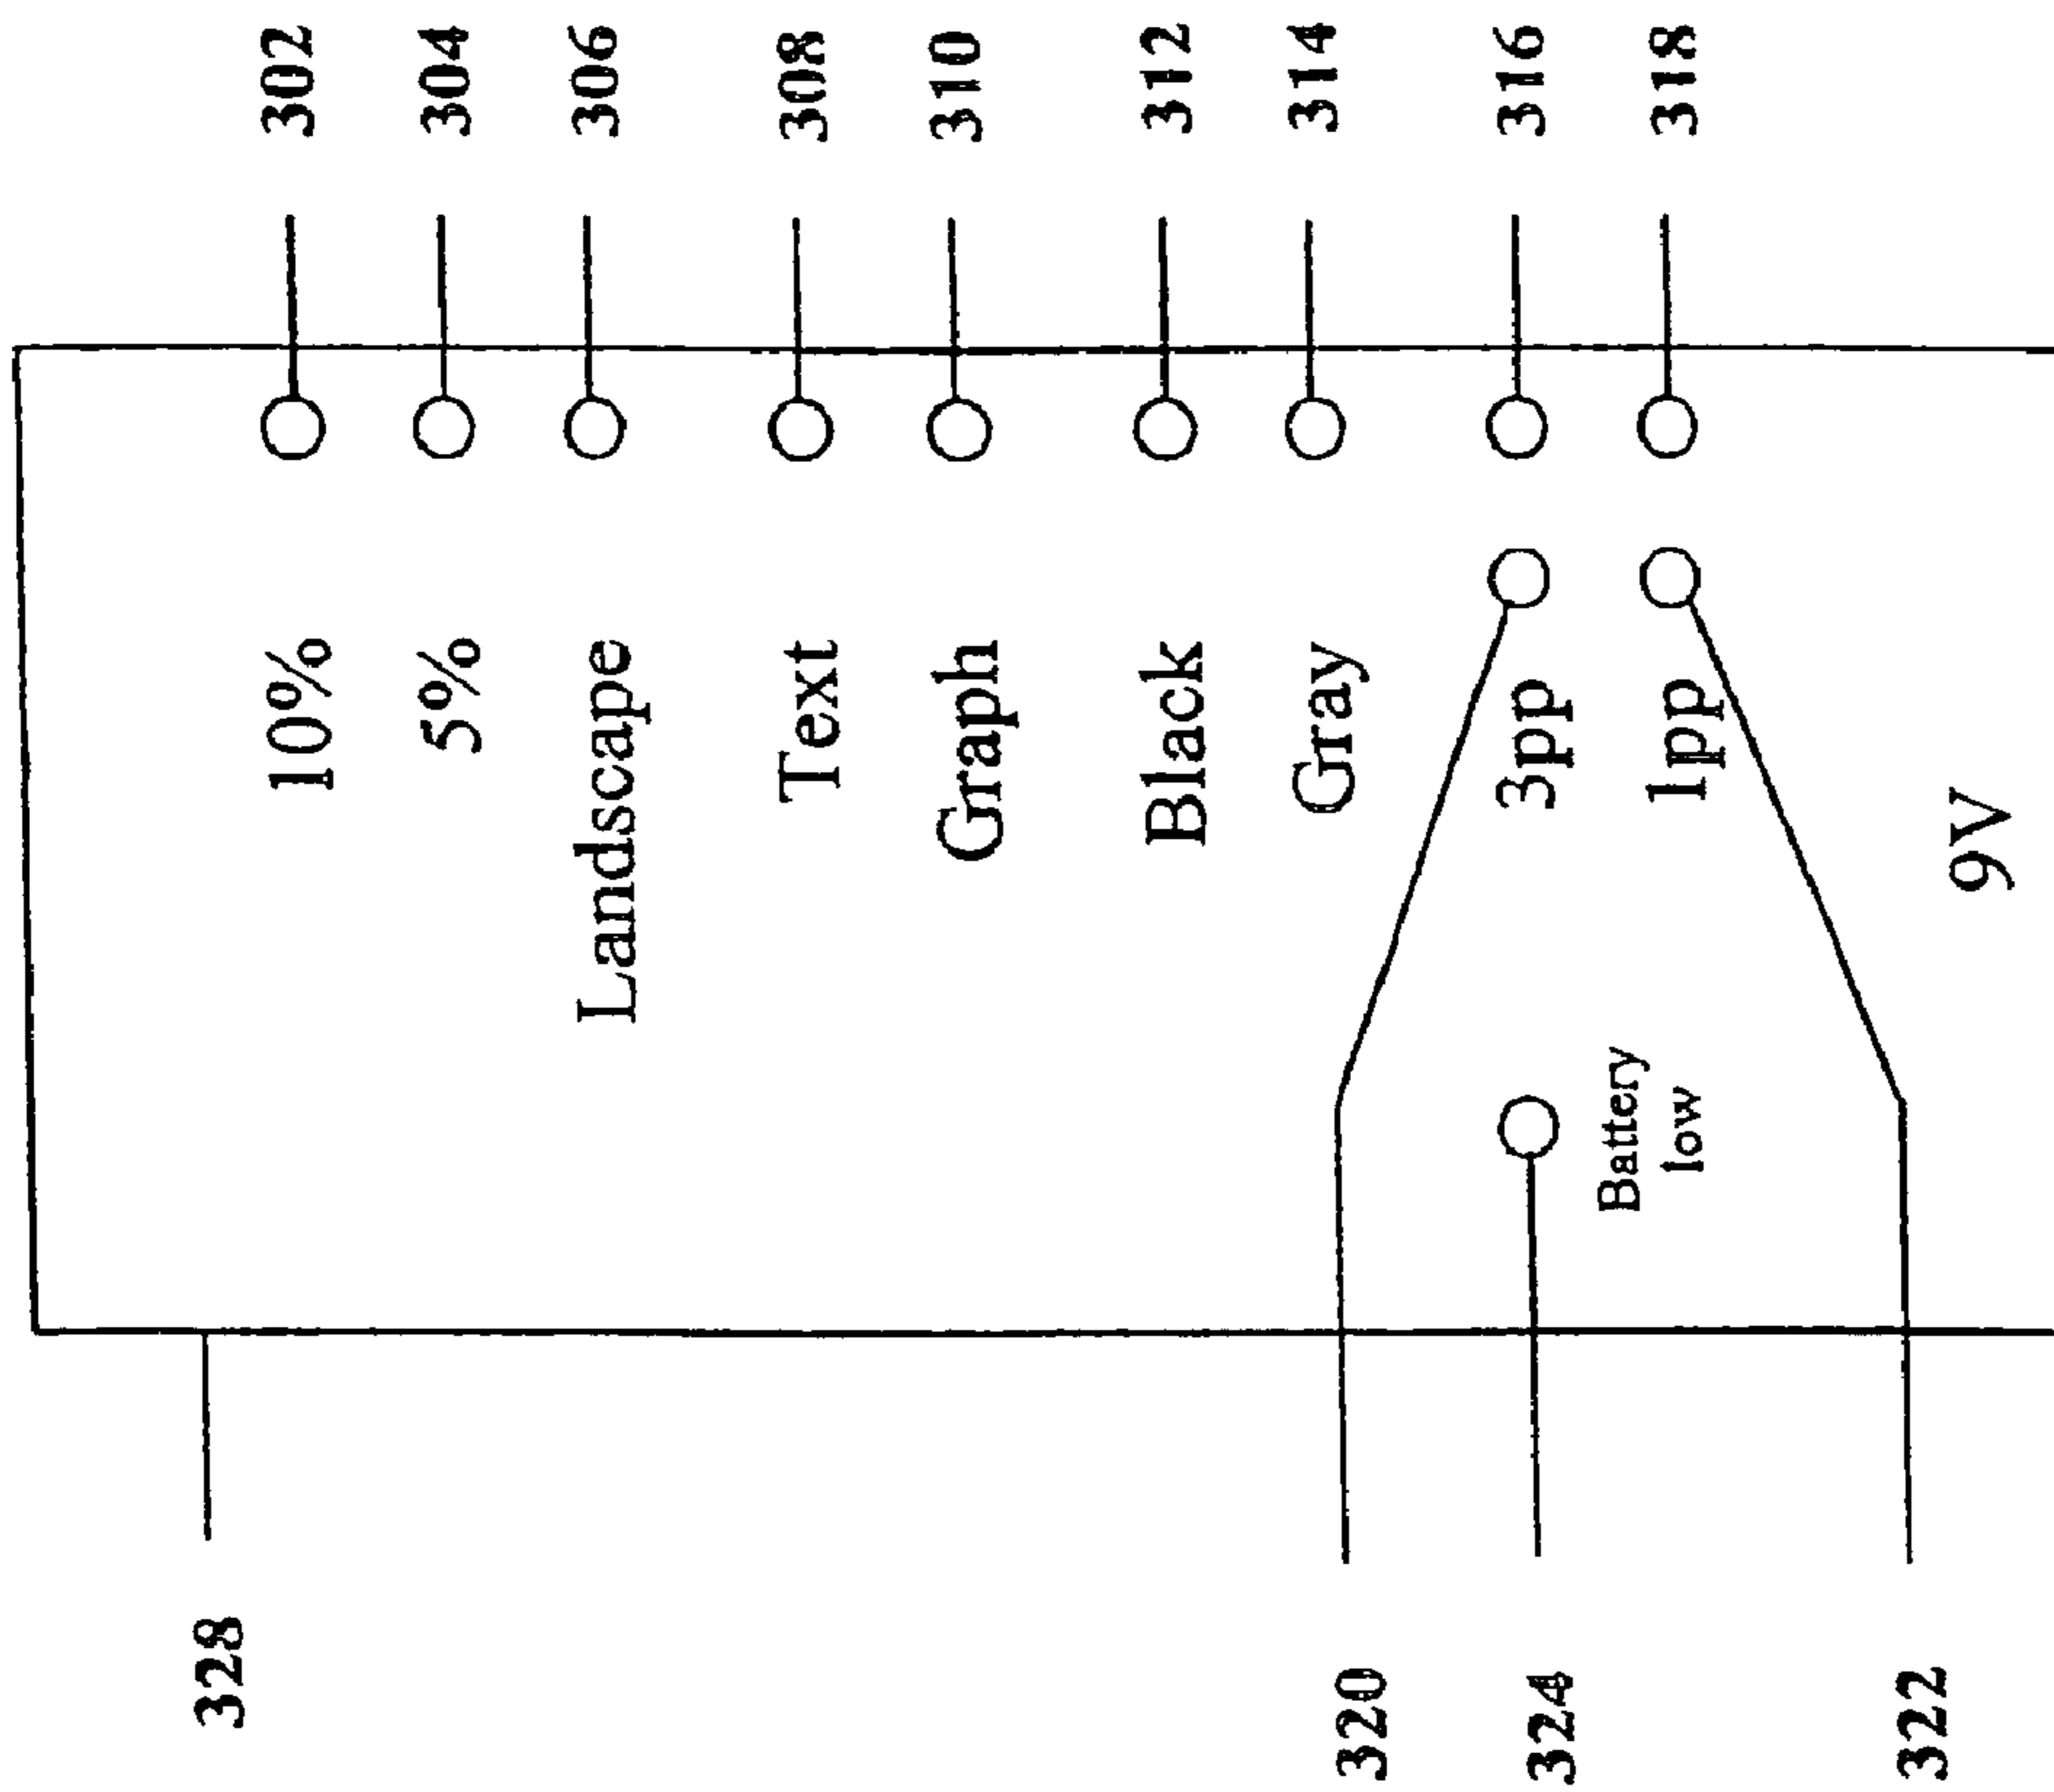 302
304
306
308
310
312
314
316
318
10%
5%
Landscape
Text
Graph
Black
Gray
3pp
1pp
9V
Battery
low
328
320
324
322